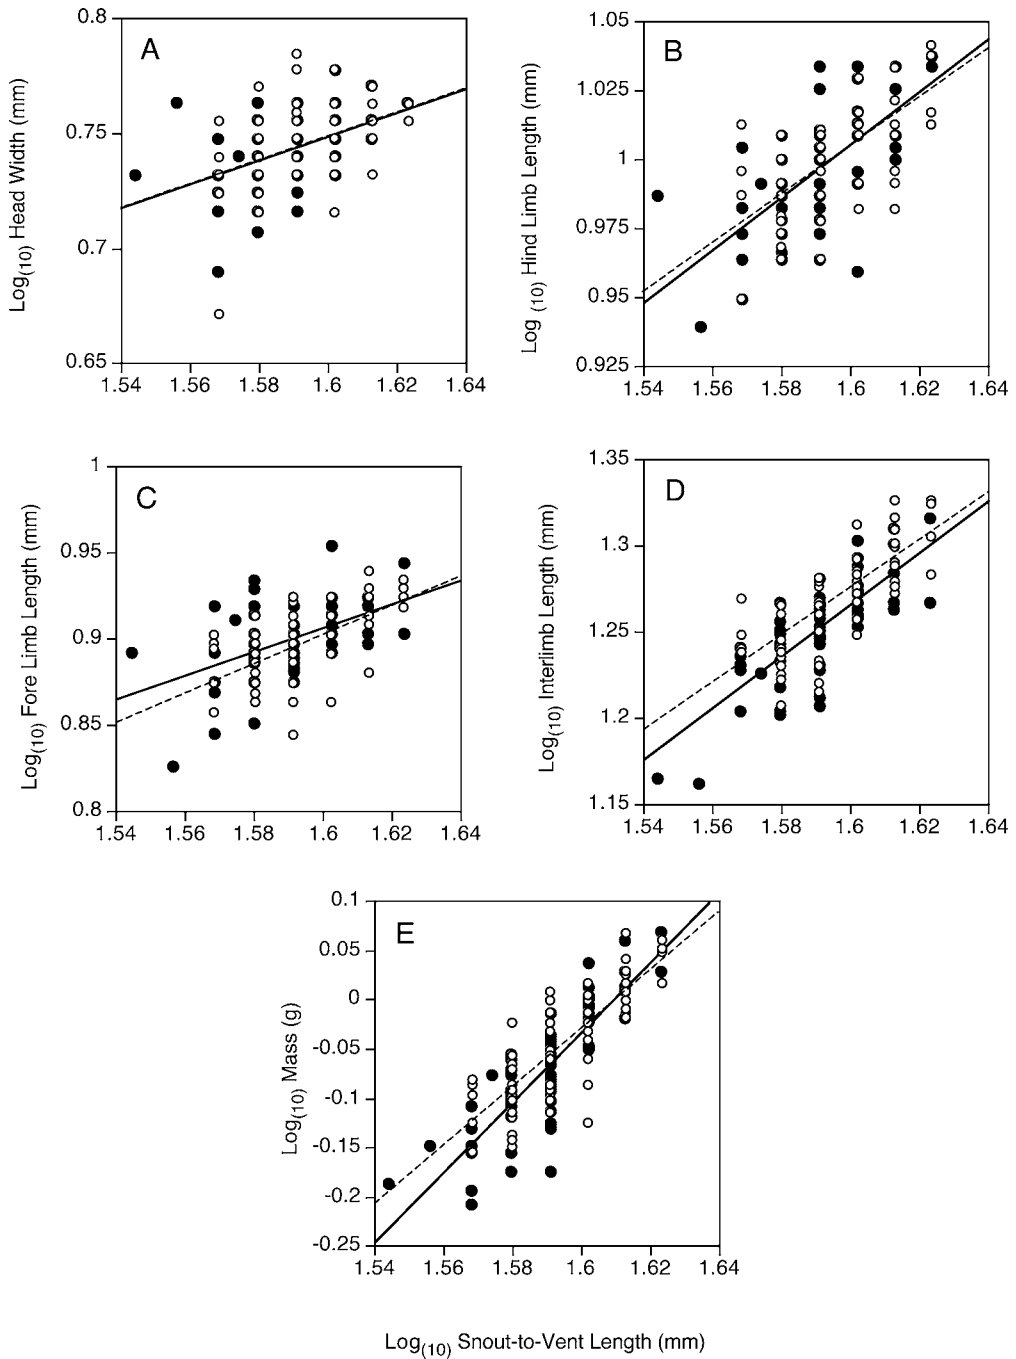 A
Log(10) Head Width (mm)
0.8
0.75
0.7
0.65
1.54 1.56 1.58 1.6 1.62 1.64
B
Log (10) Hind Limb Length (mm)
1.05
1.025
1
0.975
0.95
0.925
1.54 1.56 1.58 1.6 1.62 1.64
C
Log(10) Fore Limb Length (mm)
1
0.95
0.9
0.85
0.8
1.54 1.56 1.58 1.6 1.62 1.64
D
Log(10) Interlimb Length (mm)
1.35
1.3
1.25
1.2
1.15
1.54 1.56 1.58 1.6 1.62 1.64
E
Log(10) Mass (g)
0.1
0.05
0
-0.05
-0.1
-0.15
-0.2
-0.25
1.54 1.56 1.58 1.6 1.62 1.64
Log(10) Snout-to-Vent Length (mm)